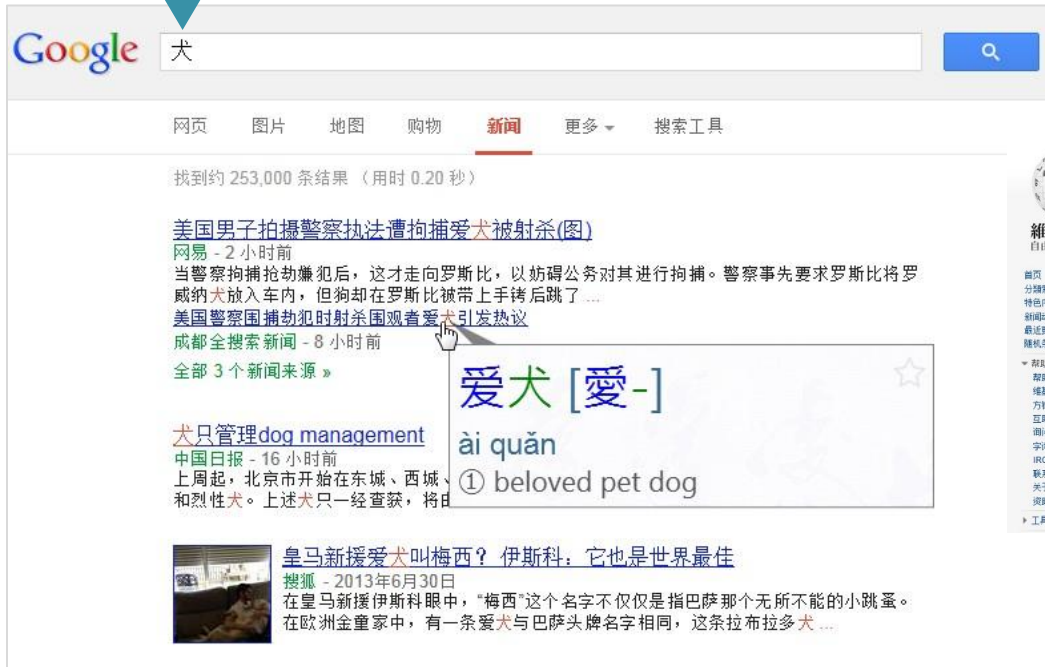 Google 犬
网页 图片 地图 购物 新闻 更多 搜索工具
找到约 253,000 条结果 (用时 0.20 秒)
美国男子拍摄警察执法遭拘捕爱犬被射杀(图)
网易 - 2 小时前
当警察拘捕抢劫嫌犯后，这才走向罗斯比，以妨碍公务对其进行拘捕。警察事先要求罗斯比将罗
威纳犬放入车内，但狗却在罗斯比被带上手铐后跳了 ...
美国警察围捕劫犯时射杀围观者爱犬引发热议
成都全搜索新闻 - 8 小时前
全部 3 个新闻来源 »
爱犬 [愛-]
ài quǎn
① beloved pet dog
犬只管理dog management
中国日报 - 16 小时前
上周起，北京市开始在东城、西城、
和烈性犬。上述犬只一经查获，将由
皇马新援爱犬叫梅西？ 伊斯科：它也是世界最佳
搜狐 - 2013年6月30日
在皇马新援伊斯科眼中，“梅西”这个名字不仅仅是指巴萨那个无所不能的小跳蚤。
在欧洲金童家中，有一条爱犬与巴萨头牌名字相同，这条拉布拉多犬 ...
維
自由
首页